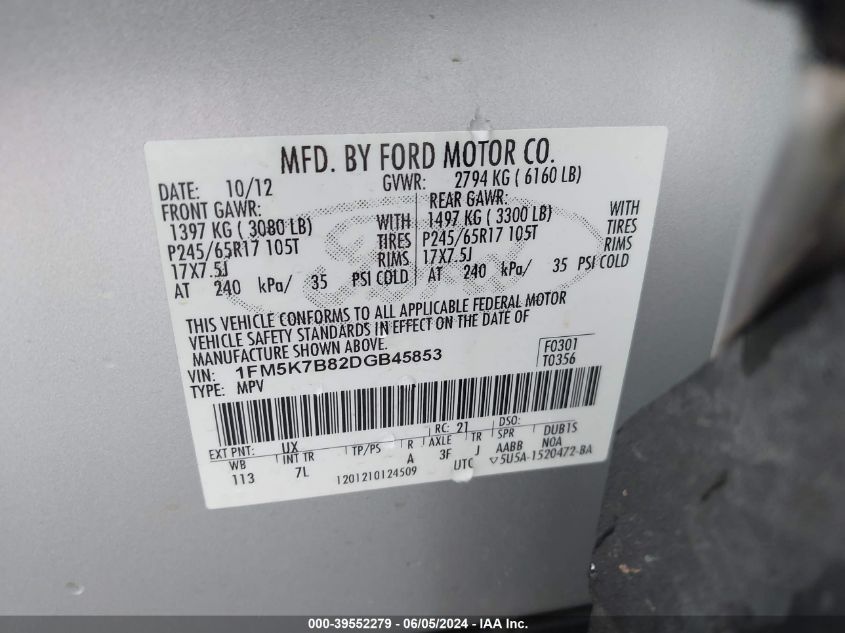 MFD. BY FORD MOTOR CO.
DATE: 10/12 GVWR: 2794 KG ( 6160 LB)
FRONT GAWR: REAR GAWR:
1397 KG ( 3080 LB) WITH 1497 KG ( 3300 LB) WITH
P245/65R17 105T TIRES P245/65R17 105T TIRES
17X7.5J RIMS 17X7.5J RIMS
AT 240 kPa/ 35 PSI COLD AT 240 kPa/ 35 PSI COLD
THIS VEHICLE CONFORMS TO ALL APPLICABLE FEDERAL MOTOR
VEHICLE SAFETY STANDARDS IN EFFECT ON THE DATE OF
MANUFACTURE SHOWN ABOVE.
VIN: 1FM5K7B82DGB45853 F0301
TYPE: MPV T0356
EXT PNT: UX RC: 21 DSO:
WB INT TR TP/PS R AXLE TR SPR DUB1S
113 7L A 3F J AABB NOA
1201210124509 UTC ▽5U5A-1520472-BA
000-39552279 - 06/05/2024 - IAA Inc.